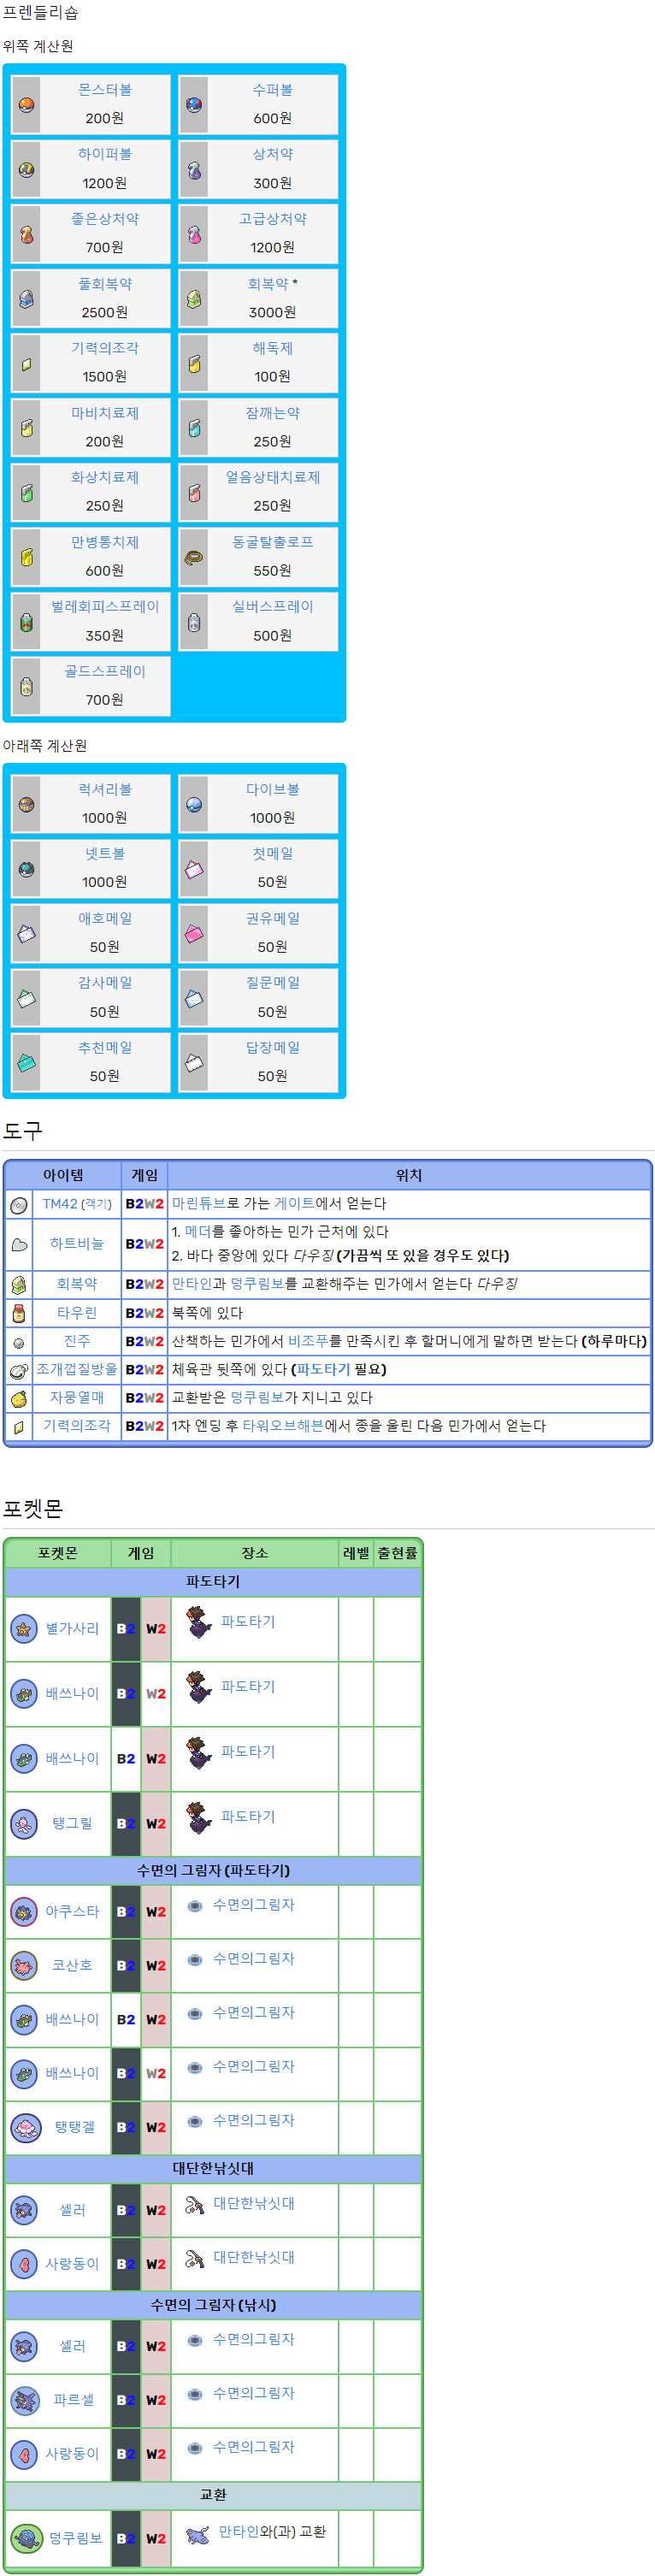 프렌들리숍
위쪽 계산원
몬스터볼 수퍼볼
200원 600원
하이퍼볼 상처약
1200원 300원
좋은상처약 고급상처약
700원 1200원
풀회복약 회복약 *
2500원 3000원
기력의조각 해독제
1500원 100원
마비치료제 잠깨는약
200원 250원
화상치료제 얼음상태치료제
250원 250원
만병통치제 동굴탈출로프
600원 550원
벌레회피스프레이 실버스프레이
350원 500원
골드스프레이
700원
아래쪽 계산원
럭셔리볼 다이브볼
1000원 1000원
넷트볼 첫메일
1000원 50원
애호메일 권유메일
50원 50원
감사메일 질문메일
50원 50원
추천메일 답장메일
50원 50원
도구
아이템 게임 위치
TM42 (객기) B2W2 마린튜브로 가는 게이트에서 얻는다
하트비늘 B2W2 1. 메더를 좋아하는 민가 근처에 있다
2. 바다 중앙에 있다 다우징 (가끔씩 또 있을 경우도 있다)
회복약 B2W2 만타인과 덩쿠림보를 교환해주는 민가에서 얻는다 다우징
타우린 B2W2 북쪽에 있다
진주 B2W2 산책하는 민가에서 비조푸를 만족시킨 후 할머니에게 말하면 받는다 (하루마다)
조개껍질방울 B2W2 체육관 뒷쪽에 있다 (파도타기 필요)
자뭉열매 B2W2 교환받은 덩쿠림보가 지니고 있다
기력의조각 B2W2 1차 엔딩 후 타워오브헤븐에서 종을 울린 다음 민가에서 얻는다
포켓몬
포켓몬 게임 장소 레벨 출현률
파도타기
별가사리 B2 W2 파도타기
배쓰나이 B2 W2 파도타기
배쓰나이 B2 W2 파도타기
탱그릴 B2 W2 파도타기
수면의 그림자 (파도타기)
아쿠스타 B2 W2 수면의그림자
코산호 B2 W2 수면의그림자
배쓰나이 B2 W2 수면의그림자
배쓰나이 B2 W2 수면의그림자
탱탱겔 B2 W2 수면의그림자
대단한낚싯대
셀러 B2 W2 대단한낚싯대
사랑동이 B2 W2 대단한낚싯대
수면의 그림자 (낚시)
셀러 B2 W2 수면의그림자
파르셀 B2 W2 수면의그림자
사랑동이 B2 W2 수면의그림자
교환
덩쿠림보 B2 W2 만타인와(과) 교환